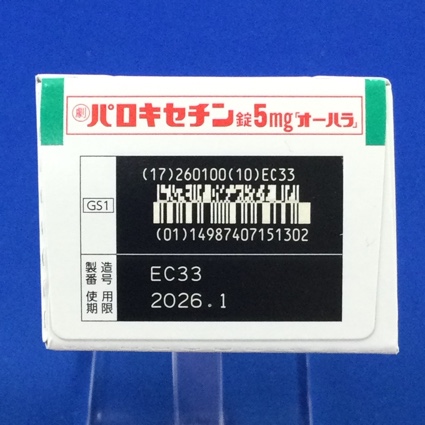 劇 パロキセチン錠5mg「オーハラ」
(17)260100(10)EC33
GS1
(01)14987407151302
製造番号 EC33
使用期限 2026.1